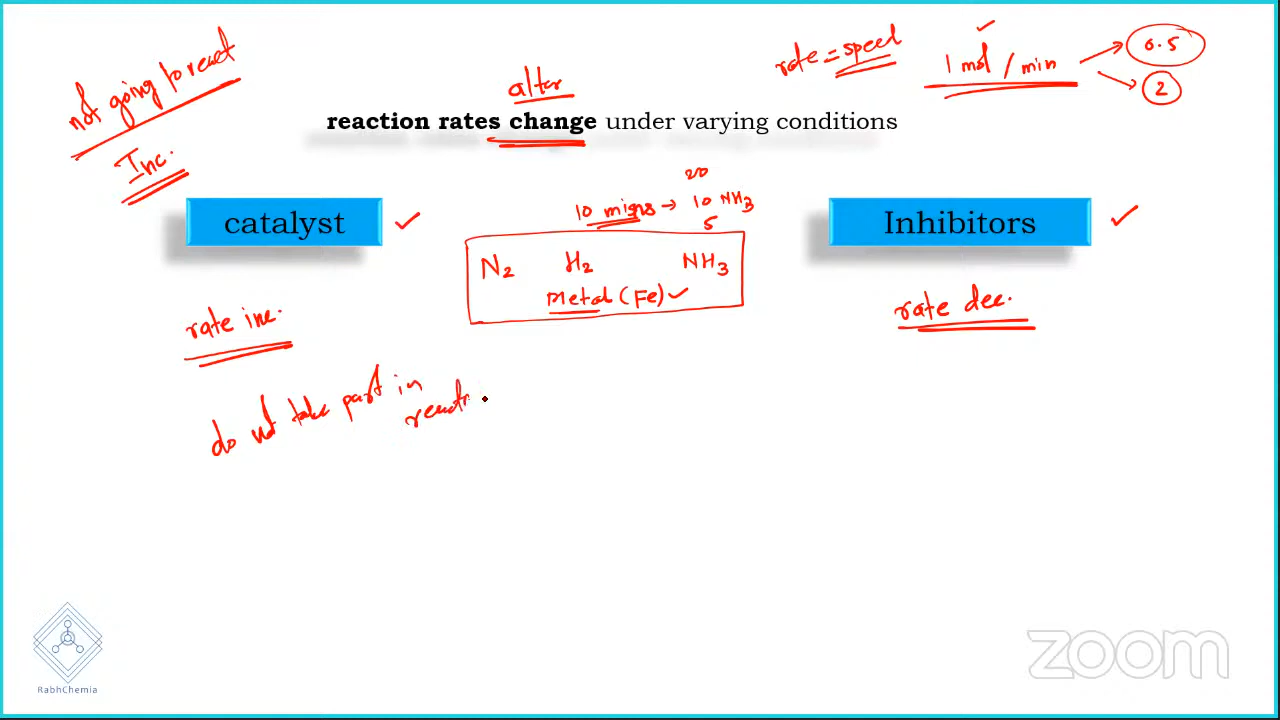 not going to react
Inc.
alter
rate = speed
1 mol / min
0.5
2
reaction rates change under varying conditions
catalyst
20
10 mins → 10 NH3
5
N2 H2 NH3
Metal (Fe)
Inhibitors
rate inc.
rate dec.
do not take part in
reacti
RabhChemia
zoom